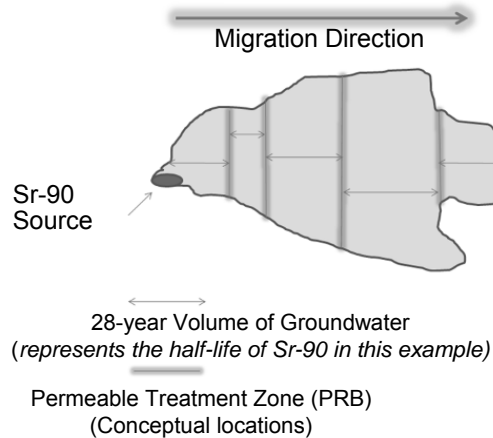 Migration Direction
Sr-90
Source
28-year Volume of Groundwater
(represents the half-life of Sr-90 in this example)
Permeable Treatment Zone (PRB)
(Conceptual locations)